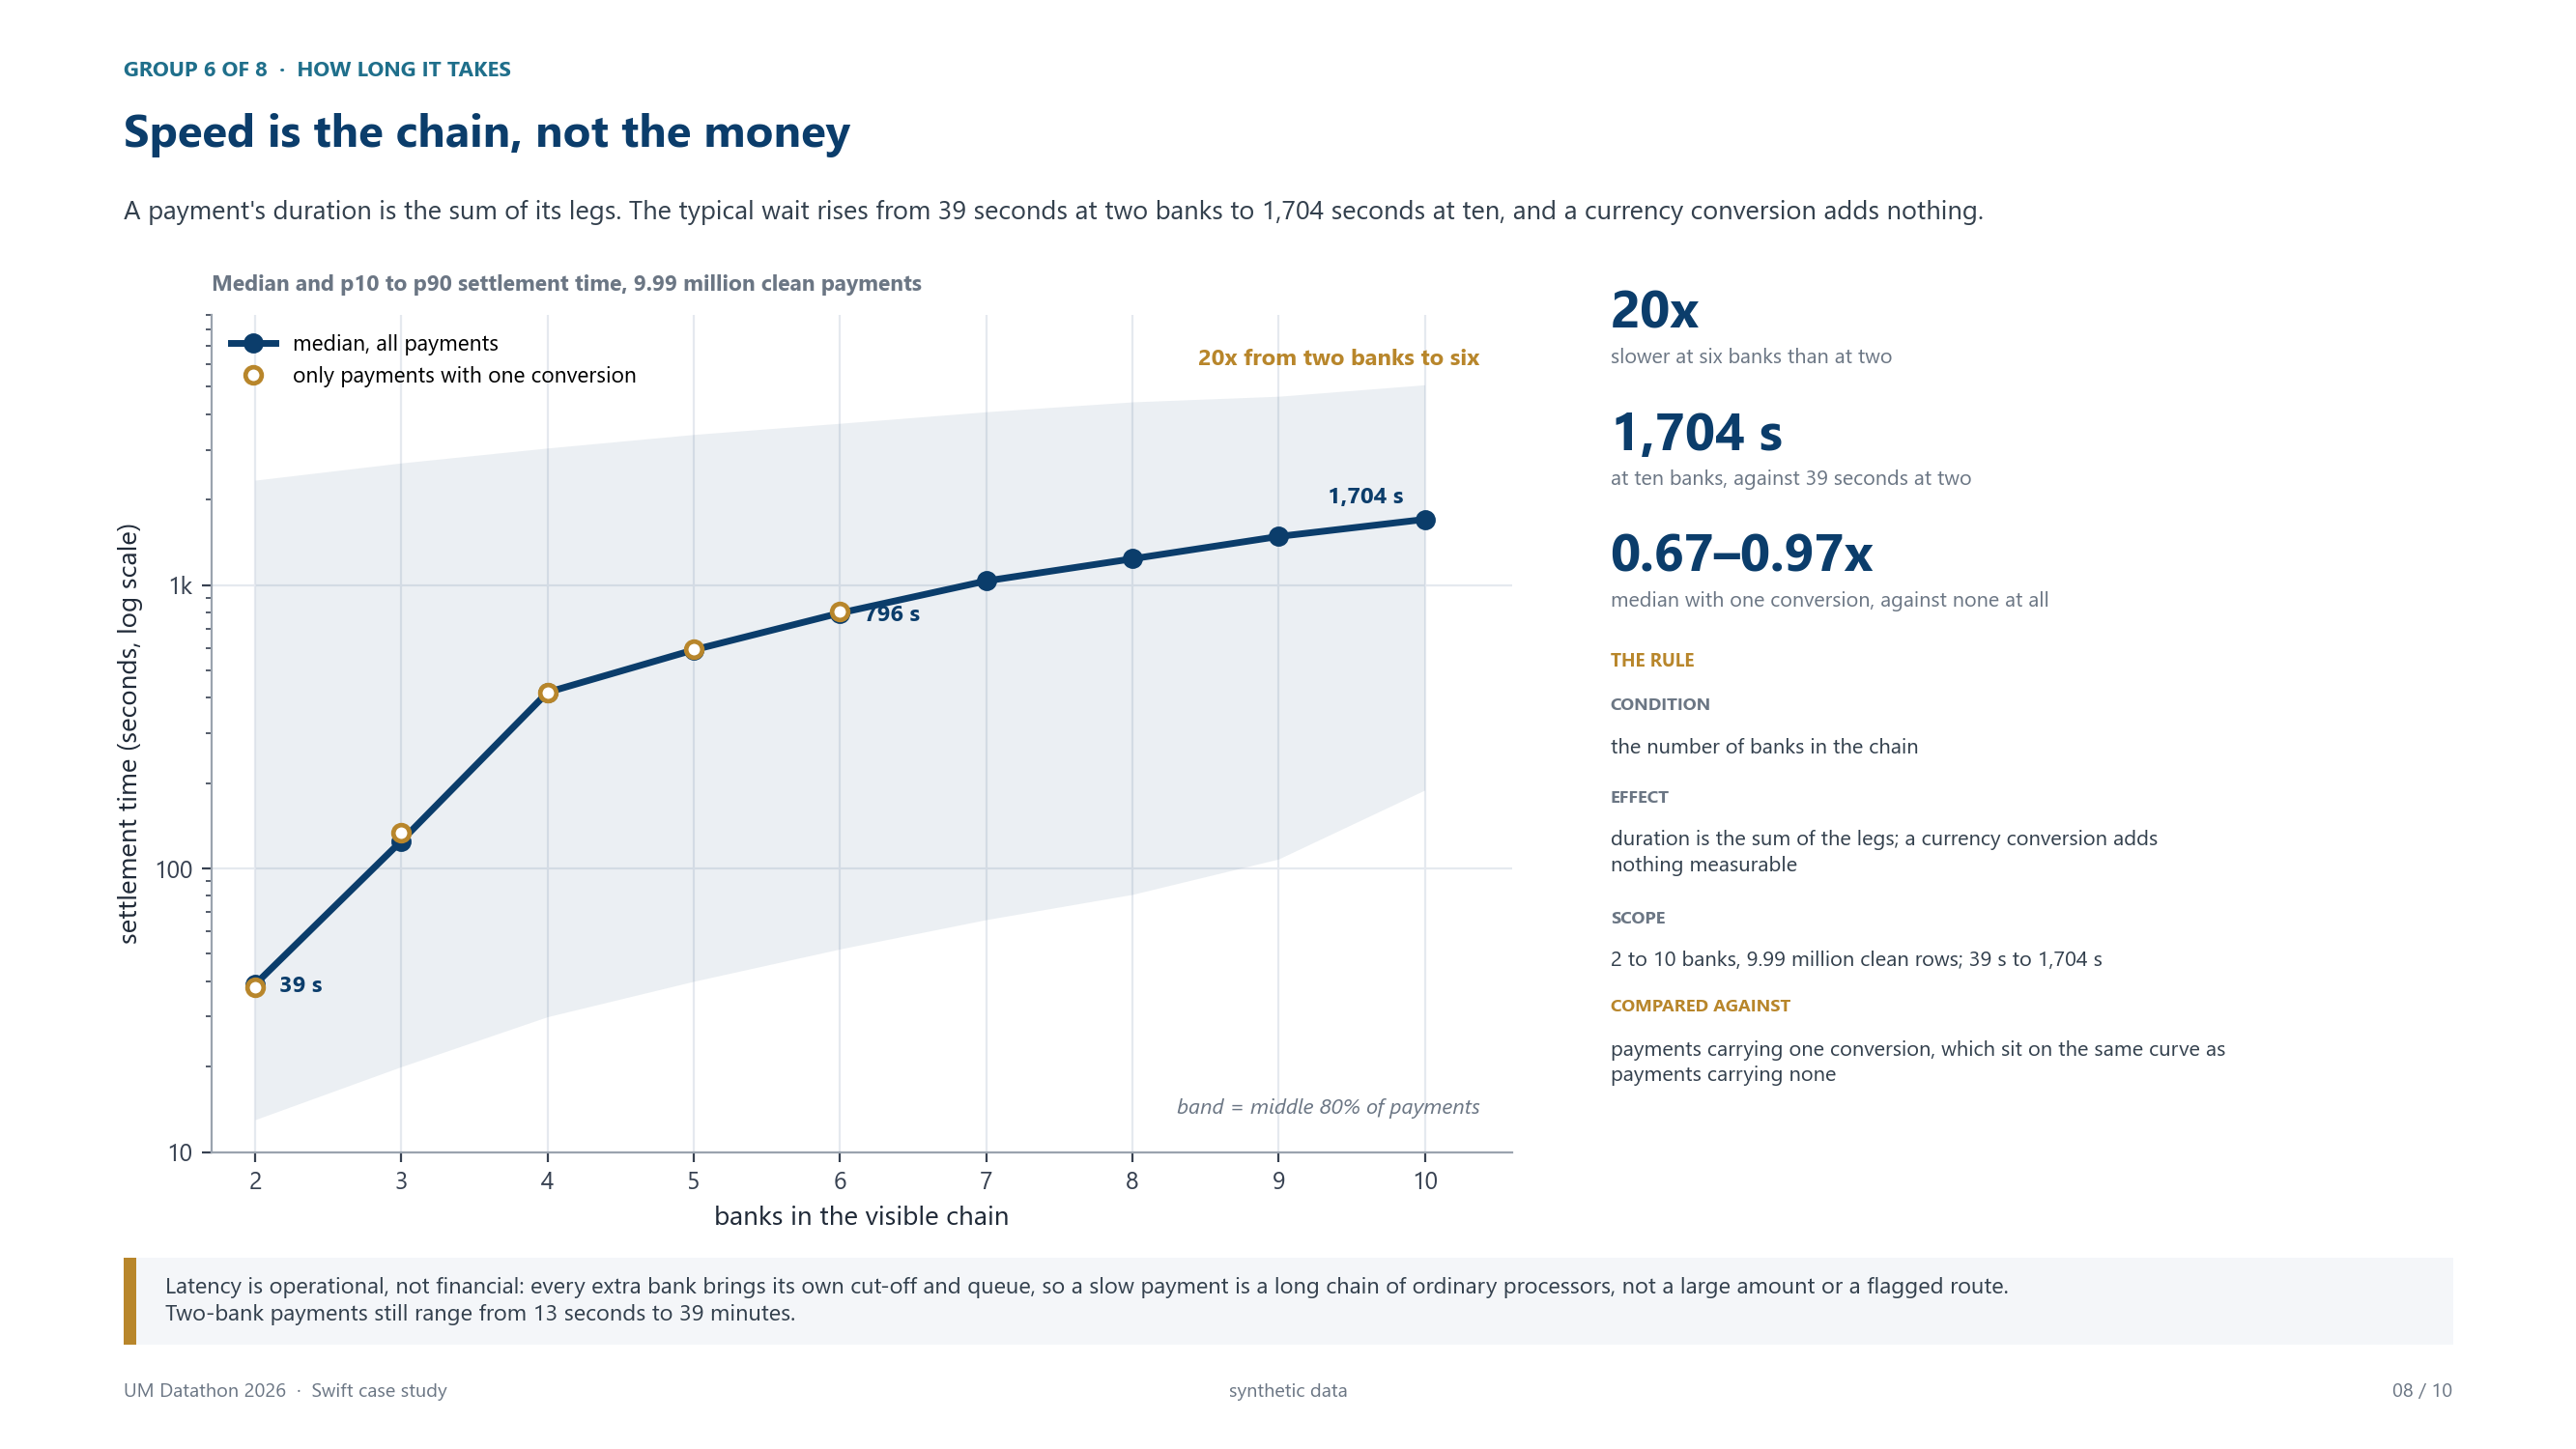 GROUP 6 OF 8 · HOW LONG IT TAKES
Speed is the chain, not the money
A payment's duration is the sum of its legs. The typical wait rises from 39 seconds at two banks to 1,704 seconds at ten, and a currency conversion adds nothing.
Median and p10 to p90 settlement time, 9.99 million clean payments
median, all payments
only payments with one conversion
20x from two banks to six
1,704 s
796 s
39 s
band = middle 80% of payments
settlement time (seconds, log scale)
1k
100
10
2 3 4 5 6 7 8 9 10
banks in the visible chain
20x
slower at six banks than at two
1,704 s
at ten banks, against 39 seconds at two
0.67–0.97x
median with one conversion, against none at all
THE RULE
CONDITION
the number of banks in the chain
EFFECT
duration is the sum of the legs; a currency conversion adds
nothing measurable
SCOPE
2 to 10 banks, 9.99 million clean rows; 39 s to 1,704 s
COMPARED AGAINST
payments carrying one conversion, which sit on the same curve as
payments carrying none
Latency is operational, not financial: every extra bank brings its own cut-off and queue, so a slow payment is a long chain of ordinary processors, not a large amount or a flagged route.
Two-bank payments still range from 13 seconds to 39 minutes.
UM Datathon 2026 · Swift case study
synthetic data
08 / 10